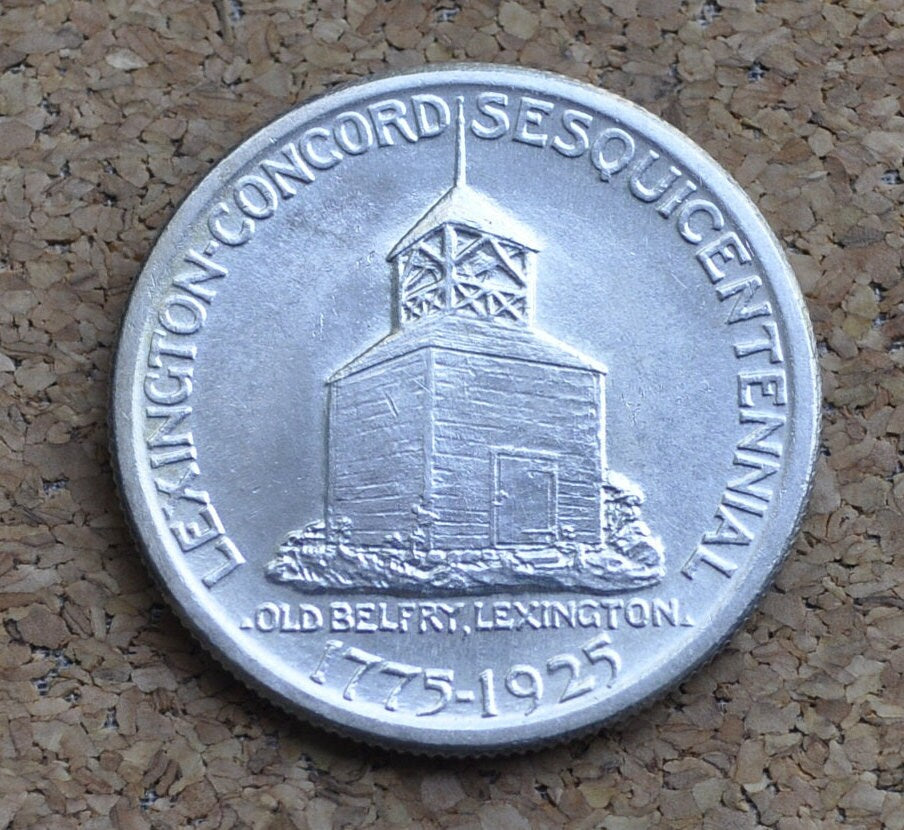 LEXINGTON-CONCORD SESQUICENTENNIAL
OLD BELFRY, LEXINGTON
1775-1925